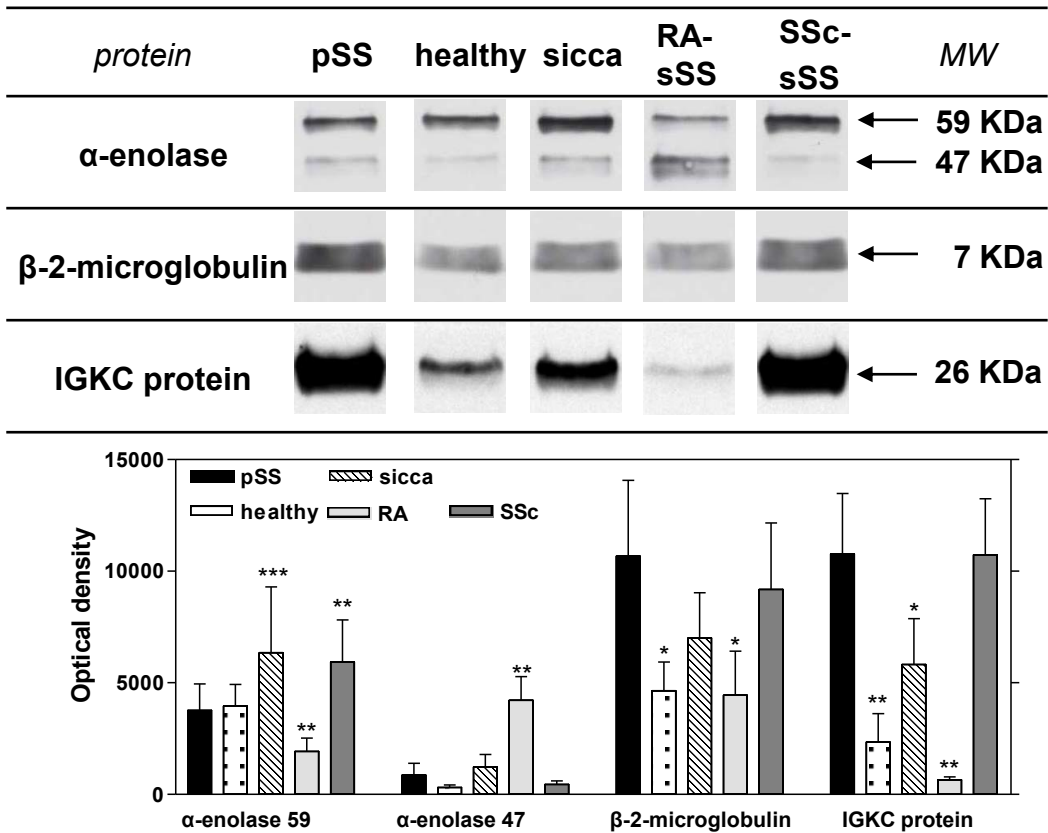 protein pSS healthy sicca RA-sSS SSc-sSS MW
α-enolase
59 KDa
47 KDa
β-2-microglobulin 7 KDa
IGKC protein 26 KDa
15000
10000
5000
0
Optical density
pSS sicca
healthy RA SSc
*** ** **
**
* *
** * **
α-enolase 59 α-enolase 47 β-2-microglobulin IGKC protein